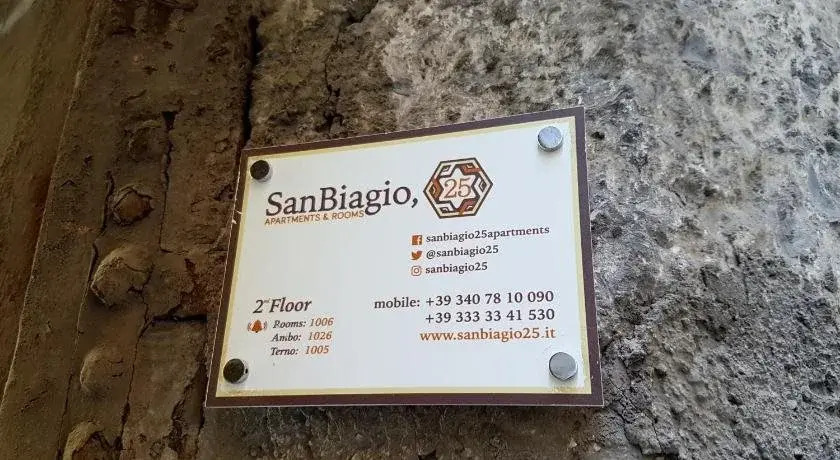 SanBiagio, 25
APARTMENTS & ROOMS
sanbiagio25apartments
@sanbiagio25
sanbiagio25
2nd Floor
Rooms: 1006
Ambo: 1026
Terno: 1005
mobile: +39 340 78 10 090
+39 333 33 41 530
www.sanbiagio25.it